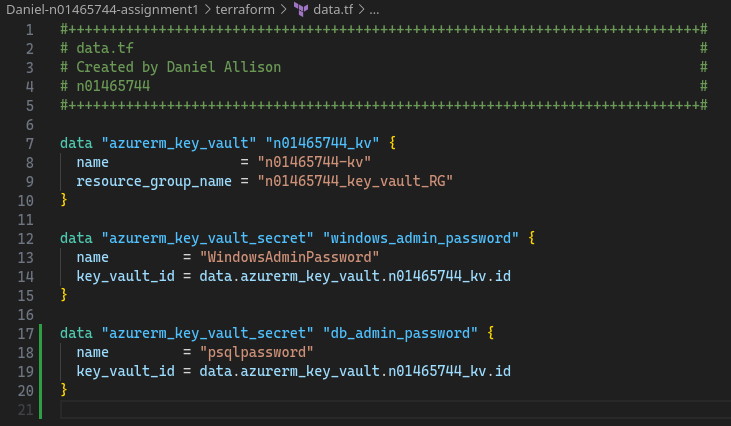 Daniel-n01465744-assignment1 > terraform > data.tf > ...
1 #+++++++++++++++++++++++++++++++++++++++++++++++++++++++++++++++++++++++++++++#
2 # data.tf #
3 # Created by Daniel Allison #
4 # n01465744 #
5 #+++++++++++++++++++++++++++++++++++++++++++++++++++++++++++++++++++++++++++++#
6
7 data "azurerm_key_vault" "n01465744_kv" {
8   name                = "n01465744-kv"
9   resource_group_name = "n01465744_key_vault_RG"
10 }
11
12 data "azurerm_key_vault_secret" "windows_admin_password" {
13   name         = "WindowsAdminPassword"
14   key_vault_id = data.azurerm_key_vault.n01465744_kv.id
15 }
16
17 data "azurerm_key_vault_secret" "db_admin_password" {
18   name         = "psqlpassword"
19   key_vault_id = data.azurerm_key_vault.n01465744_kv.id
20 }
21